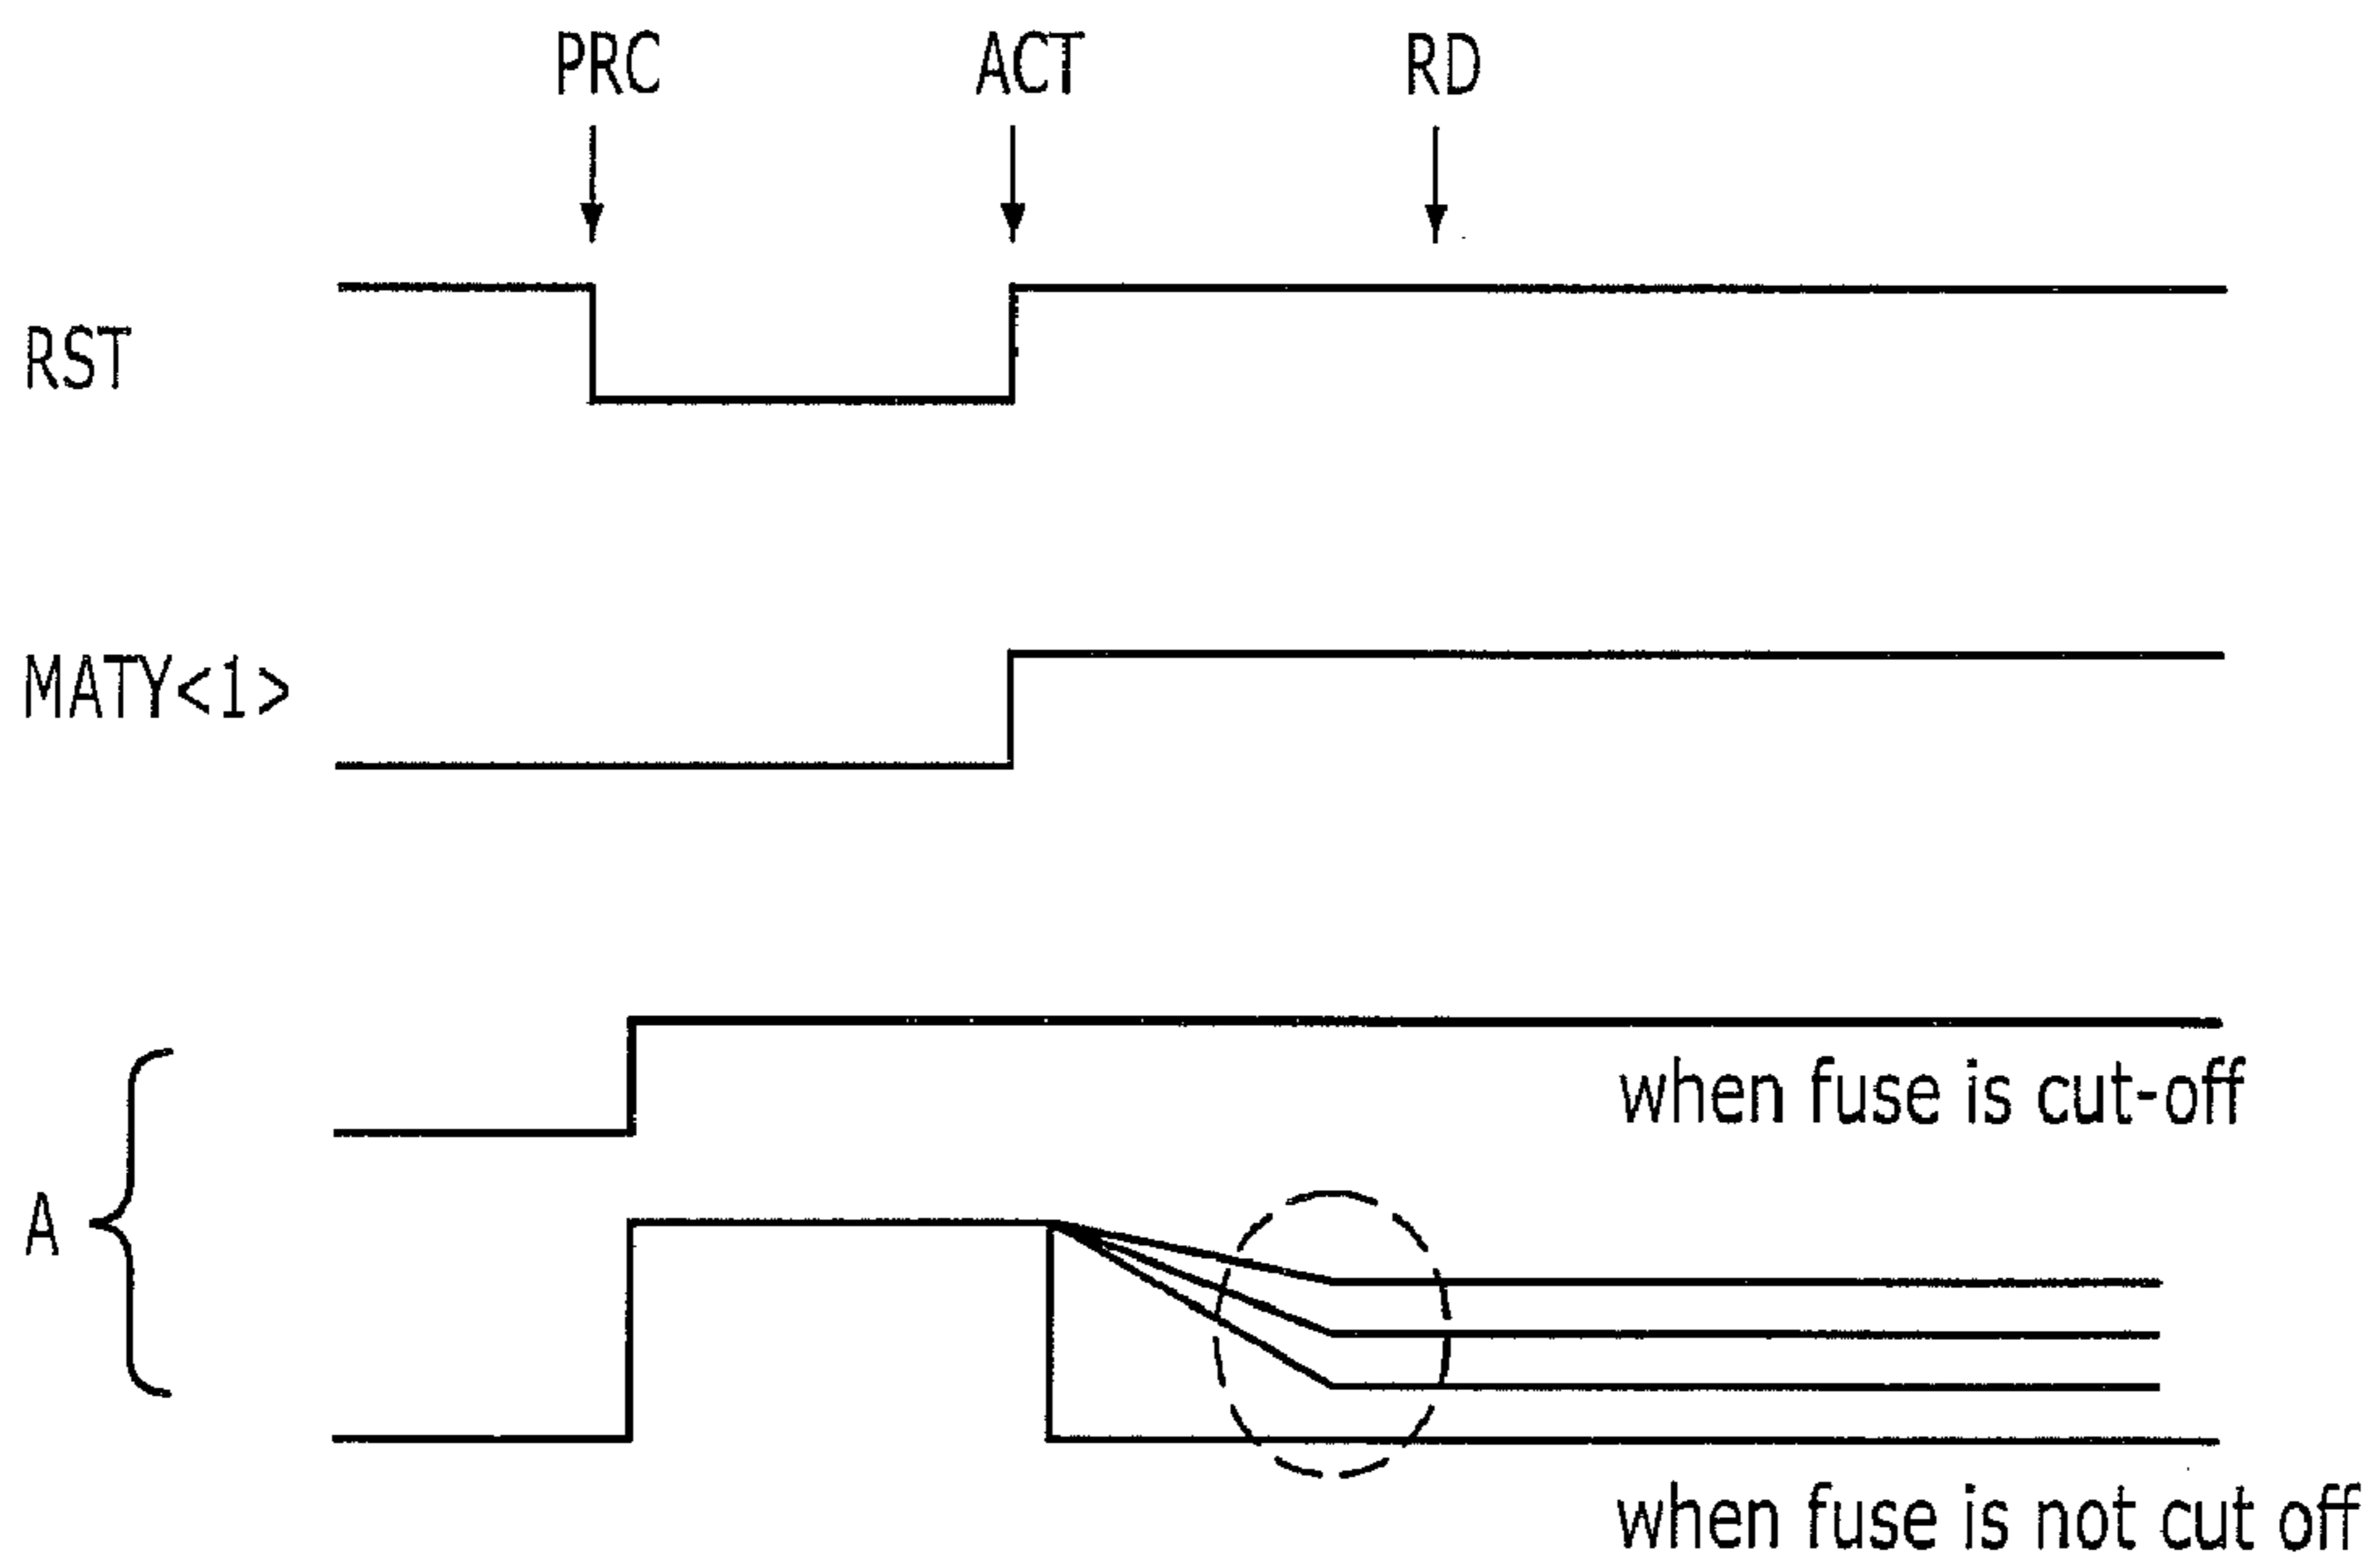 PRC ACT RD
RST
MATY<1>
when fuse is cut-off
A
when fuse is not cut off